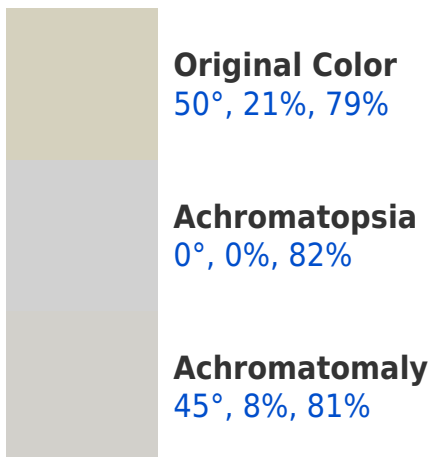 Original Color
50°, 21%, 79%
Achromatopsia
0°, 0%, 82%
Achromatomaly
45°, 8%, 81%